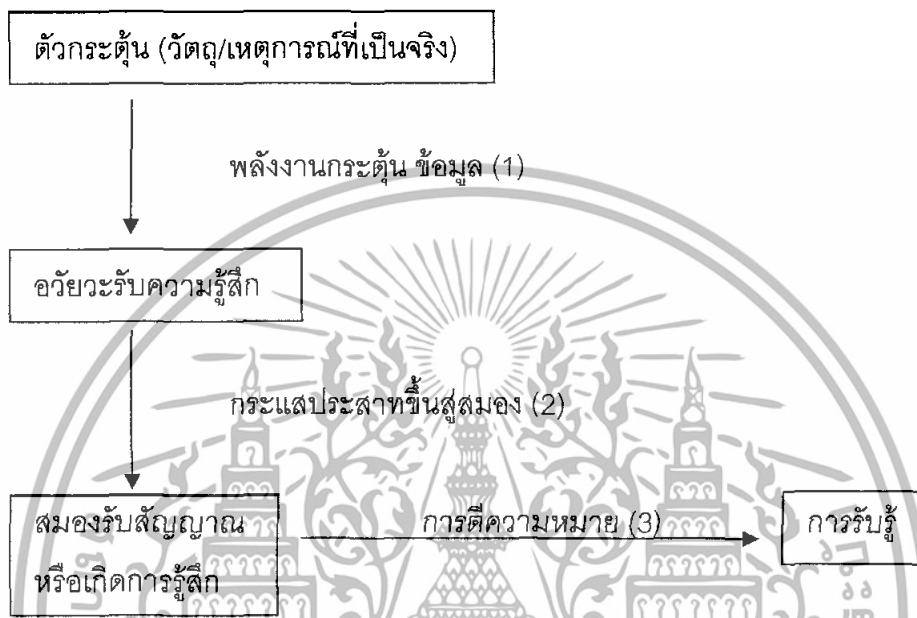 ตัวกระตุ้น (วัตถุ/เหตุการณ์ที่เป็นจริง)
พลังงานกระตุ้น ข้อมูล (1)
อวัยวะรับความรู้สึก
กระแสประสาทขึ้นสู่สมอง (2)
สมองรับสัญญาณ
หรือเกิดการรู้สึก
การตีความหมาย (3)
การรับรู้